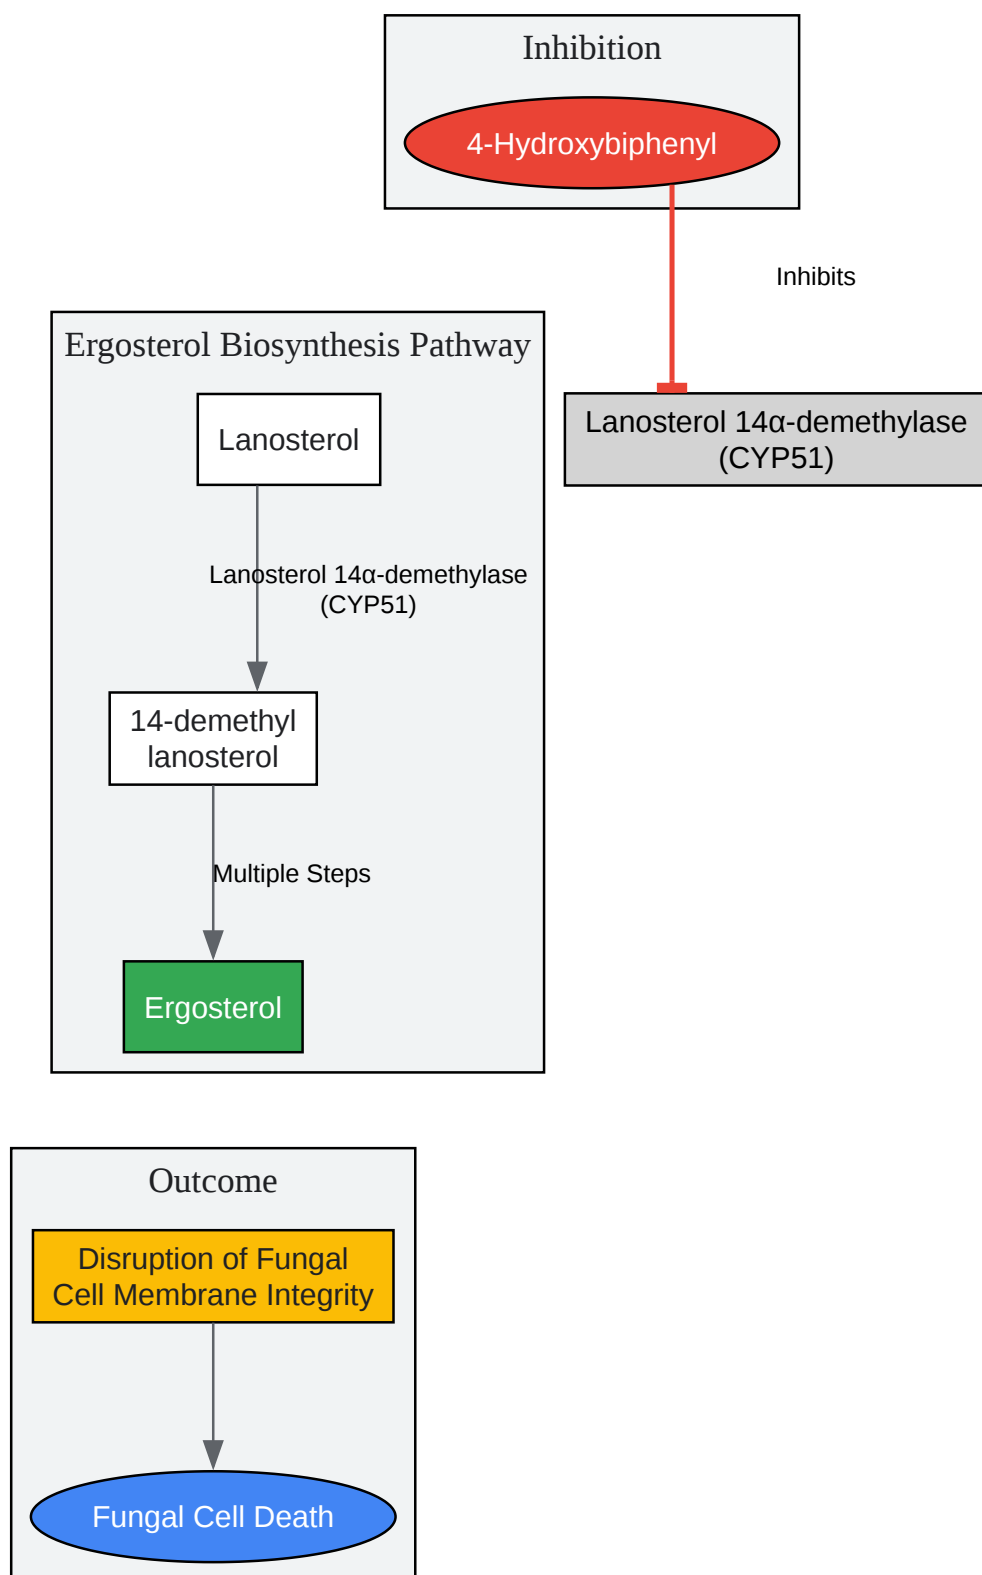 Inhibition
4-Hydroxybiphenyl
Inhibits
Ergosterol Biosynthesis Pathway
Lanosterol
Lanosterol 14α-demethylase
(CYP51)
Lanosterol 14α-demethylase
(CYP51)
14-demethyl
lanosterol
Multiple Steps
Ergosterol
Outcome
Disruption of Fungal
Cell Membrane Integrity
Fungal Cell Death